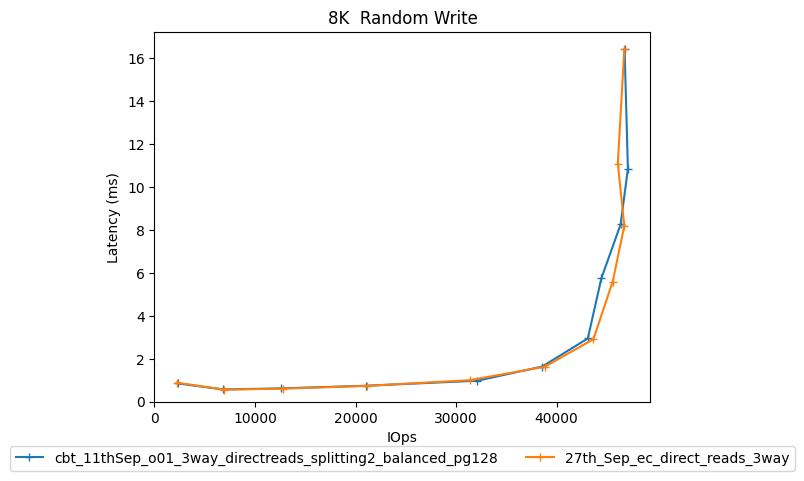 8K  Random Write
Latency (ms)
16
14
12
10
8
6
4
2
0
0 10000 20000 30000 40000
IOps
cbt_11thSep_o01_3way_directreads_splitting2_balanced_pg128 27th_Sep_ec_direct_reads_3way